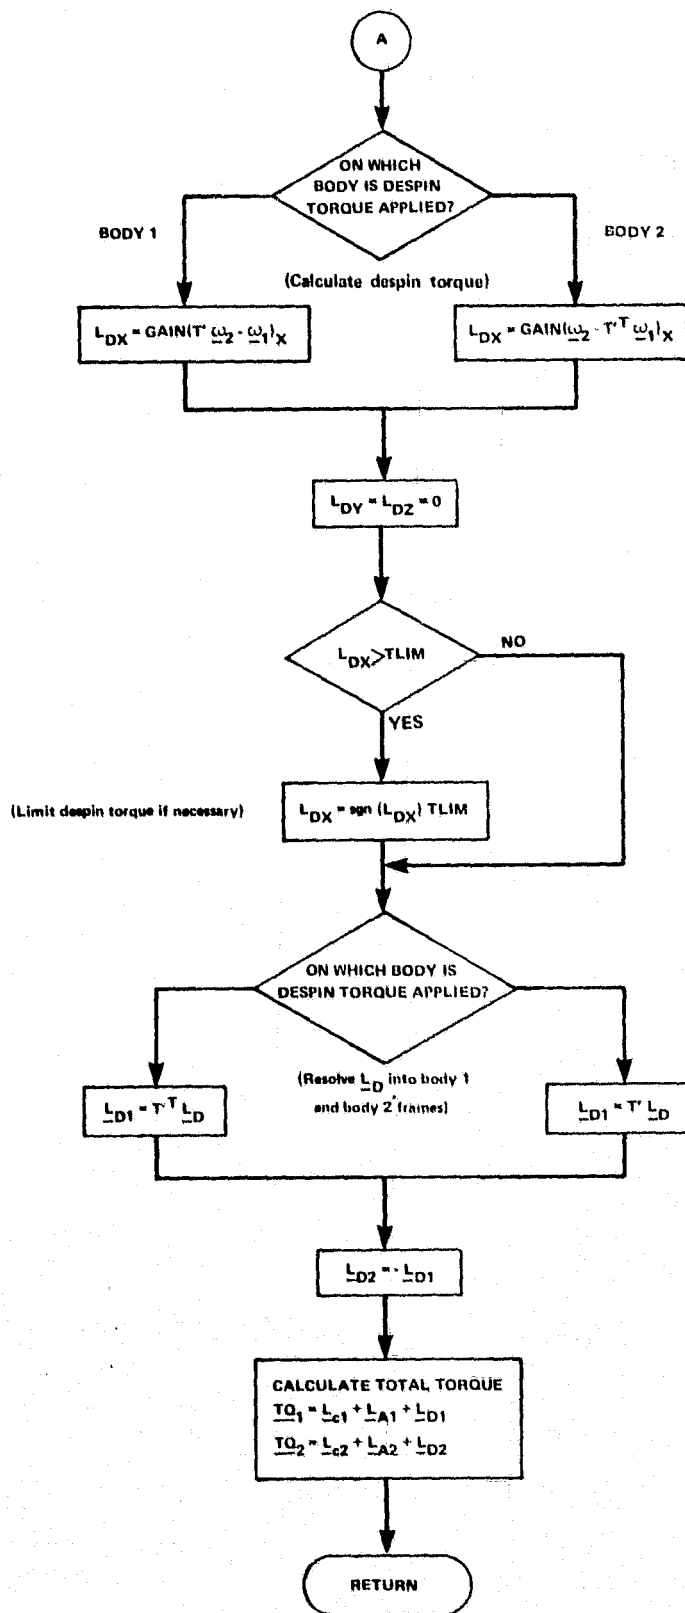 A
ON WHICH
BODY IS DESPIN
TORQUE APPLIED?
BODY 1
BODY 2
(Calculate despin torque)
L_DX = GAIN(T' ω_2 - ω_1)_X
L_DX = GAIN(ω_2 - T'^T ω_1)_X
L_DY = L_DZ = 0
L_DX > TLIM
NO
YES
(Limit despin torque if necessary)
L_DX = sgn (L_DX) TLIM
ON WHICH BODY IS
DESPIN TORQUE APPLIED?
(Resolve L_D into body 1
and body 2 frames)
L_D1 = T'^T L_D
L_D1 = T' L_D
L_D2 = - L_D1
CALCULATE TOTAL TORQUE
TQ_1 = L_c1 + L_A1 + L_D1
TQ_2 = L_c2 + L_A2 + L_D2
RETURN